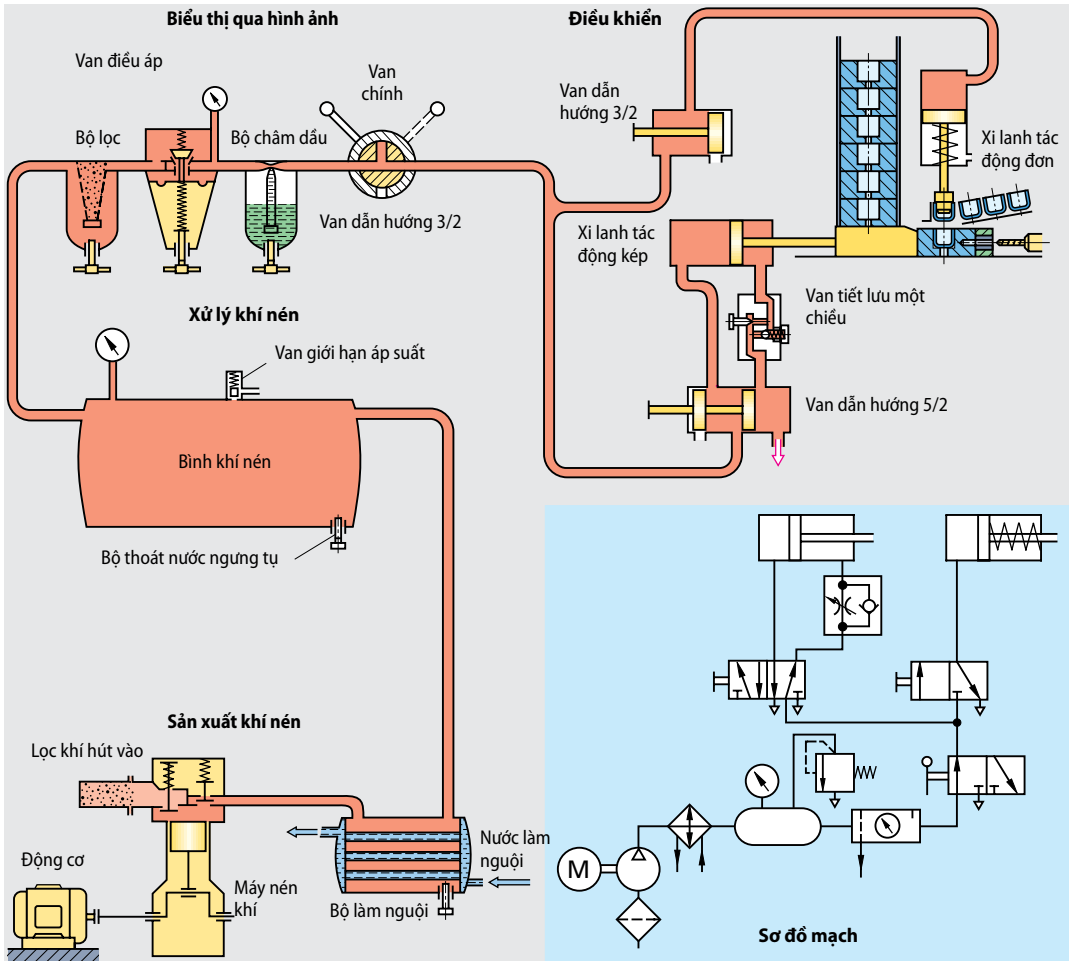 Biểu thị qua hình ảnh
Điều khiển
Van điều áp
Van
chính
Van dẫn
hướng 3/2
Bộ lọc
Bộ châm dầu
Xi lanh tác
động đơn
Van dẫn hướng 3/2
Xi lanh tác
động kép
Van tiết lưu một
chiều
Xử lý khí nén
Van giới hạn áp suất
Van dẫn hướng 5/2
Bình khí nén
Bộ thoát nước ngưng tụ
Sản xuất khí nén
Lọc khí hút vào
Nước làm
nguội
Động cơ
Máy nén
khí
Bộ làm nguội
M
Sơ đồ mạch